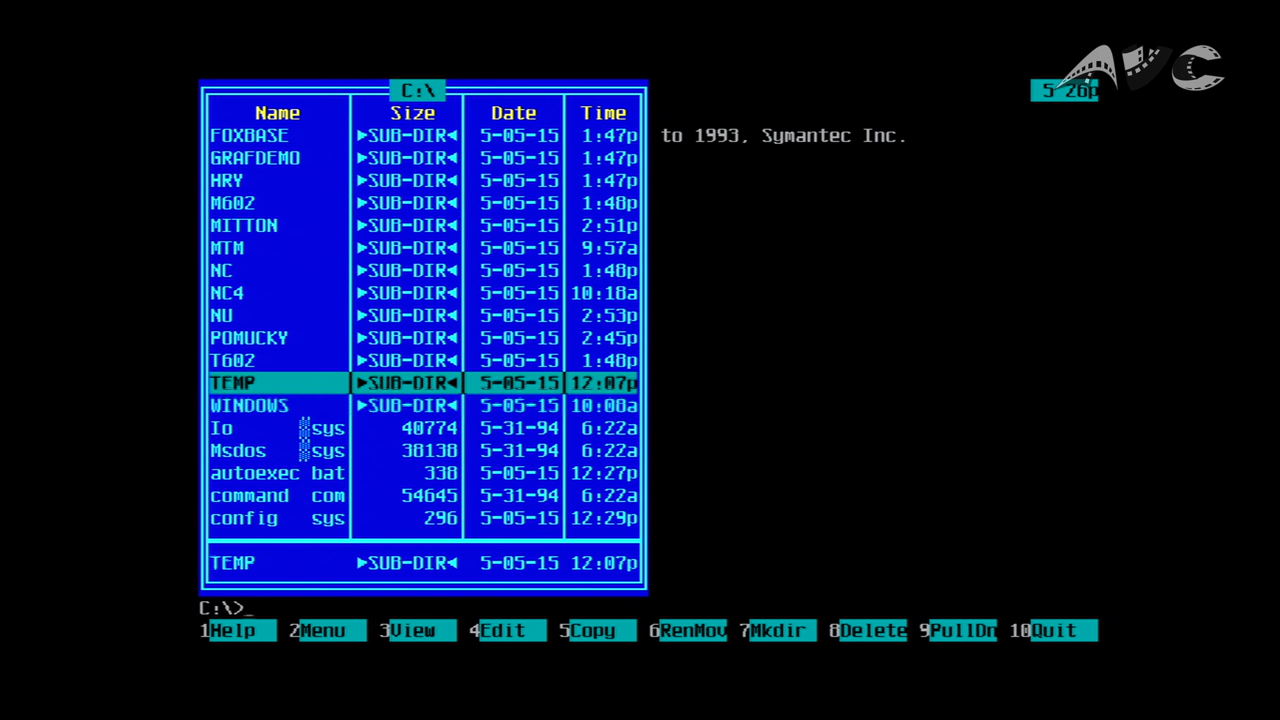 AVC
C:\
5 26p
Name Size Date Time
FOXBASE ►SUB-DIR◄ 5-05-15 1:47p to 1993, Symantec Inc.
GRAFDEMO ►SUB-DIR◄ 5-05-15 1:47p
HRY ►SUB-DIR◄ 5-05-15 1:47p
M602 ►SUB-DIR◄ 5-05-15 1:48p
MITTON ►SUB-DIR◄ 5-05-15 2:51p
MTM ►SUB-DIR◄ 5-05-15 9:57a
NC ►SUB-DIR◄ 5-05-15 1:48p
NC4 ►SUB-DIR◄ 5-05-15 10:18a
NU ►SUB-DIR◄ 5-05-15 2:53p
POMUCKY ►SUB-DIR◄ 5-05-15 2:45p
T602 ►SUB-DIR◄ 5-05-15 1:48p
TEMP ►SUB-DIR◄ 5-05-15 12:07p
WINDOWS ►SUB-DIR◄ 5-05-15 10:08a
Io ░sys 40774 5-31-94 6:22a
Msdos ░sys 38138 5-31-94 6:22a
autoexec bat 338 5-05-15 12:27p
command com 54645 5-31-94 6:22a
config sys 296 5-05-15 12:29p
TEMP ►SUB-DIR◄ 5-05-15 12:07p
C:\>_
1Help 2Menu 3View 4Edit 5Copy 6RenMov 7Mkdir 8Delete 9PullDn 10Quit